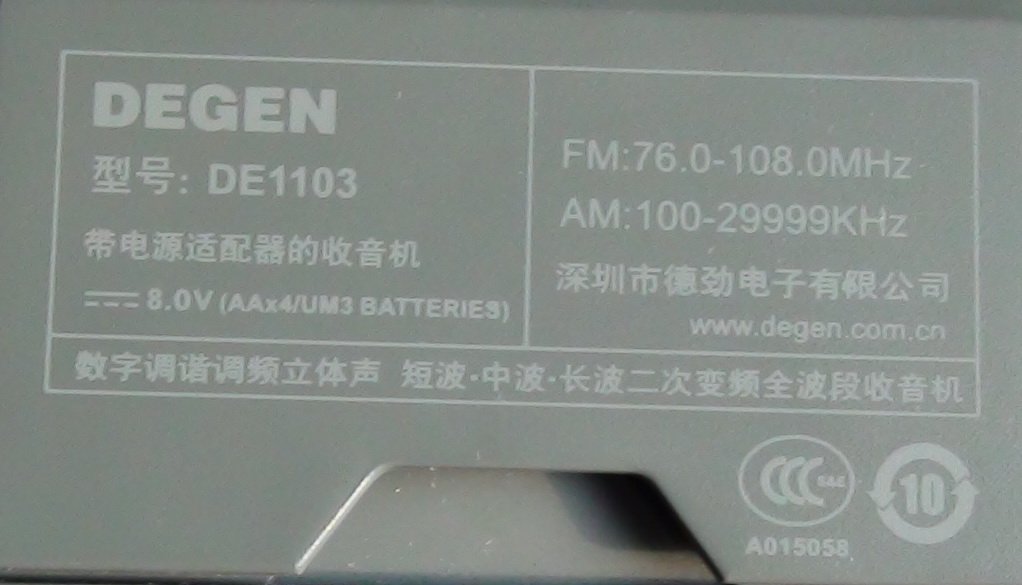 DEGEN
型号: DE1103
带电源适配器的收音机
8.0V (AAx4/UM3 BATTERIES)
FM:76.0-108.0MHz
AM:100-29999KHz
深圳市德劲电子有限公司
www.degen.com.cn
数字调谐调频立体声 短波·中波·长波二次变频全波段收音机
CCC S&E
10
A015058